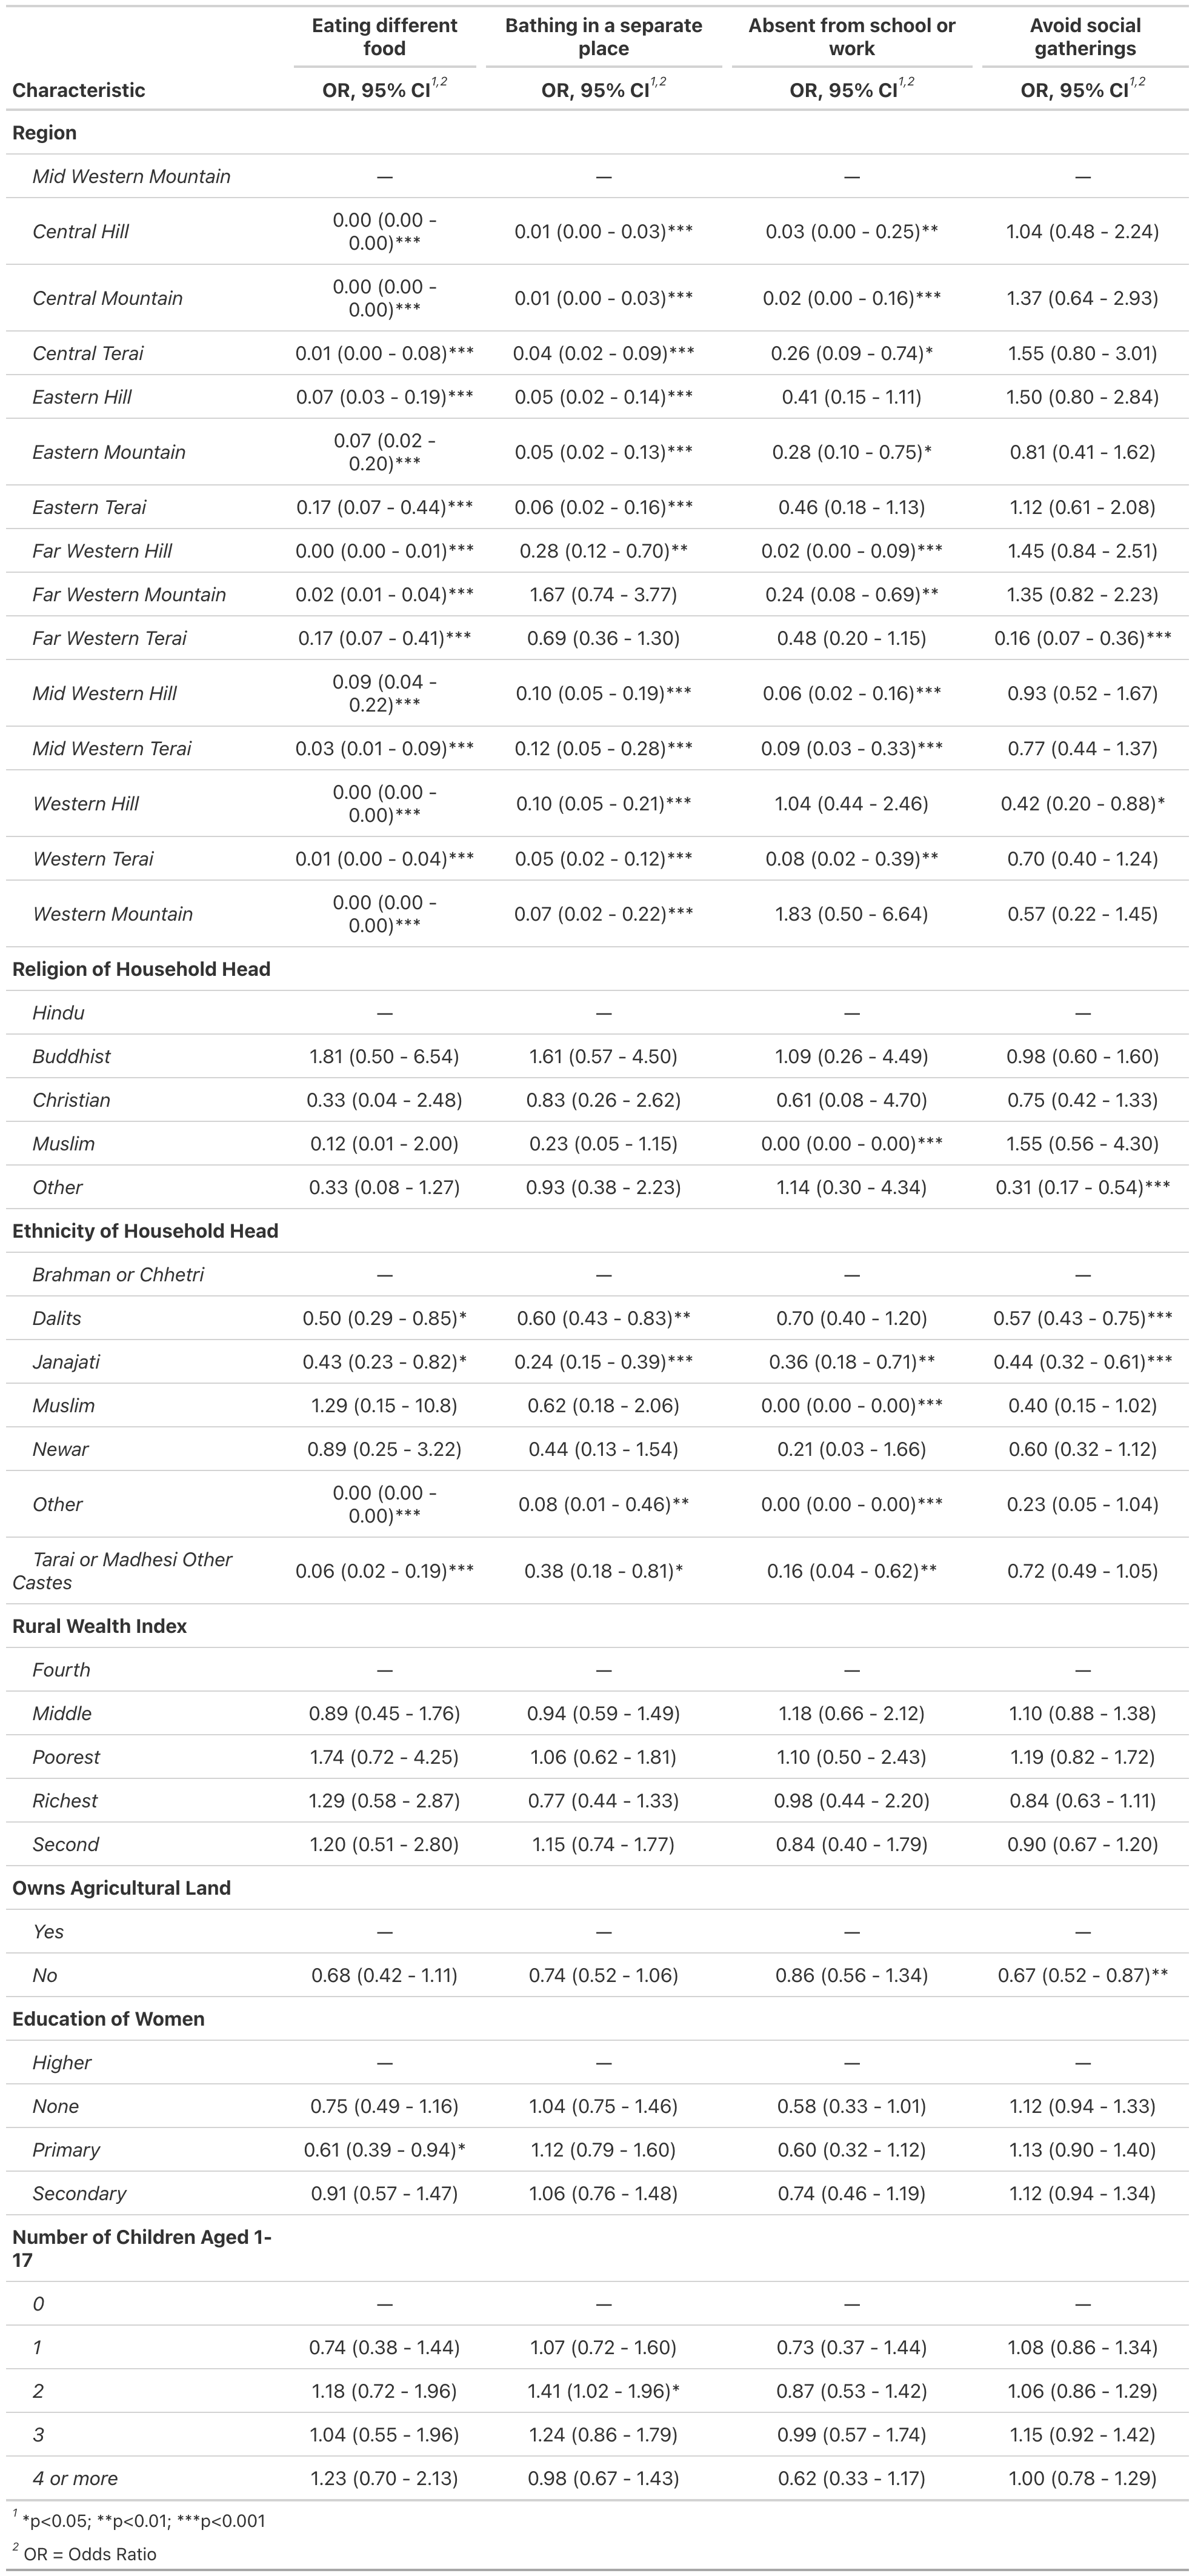 Eating different food Bathing in a separate place Absent from school or work Avoid social gatherings
Characteristic OR, 95% CI1,2 OR, 95% CI1,2 OR, 95% CI1,2 OR, 95% CI1,2
Region
Mid Western Mountain — — — —
Central Hill 0.00 (0.00 - 0.00)*** 0.01 (0.00 - 0.03)*** 0.03 (0.00 - 0.25)** 1.04 (0.48 - 2.24)
Central Mountain 0.00 (0.00 - 0.00)*** 0.01 (0.00 - 0.03)*** 0.02 (0.00 - 0.16)*** 1.37 (0.64 - 2.93)
Central Terai 0.01 (0.00 - 0.08)*** 0.04 (0.02 - 0.09)*** 0.26 (0.09 - 0.74)* 1.55 (0.80 - 3.01)
Eastern Hill 0.07 (0.03 - 0.19)*** 0.05 (0.02 - 0.14)*** 0.41 (0.15 - 1.11) 1.50 (0.80 - 2.84)
Eastern Mountain 0.07 (0.02 - 0.20)*** 0.05 (0.02 - 0.13)*** 0.28 (0.10 - 0.75)* 0.81 (0.41 - 1.62)
Eastern Terai 0.17 (0.07 - 0.44)*** 0.06 (0.02 - 0.16)*** 0.46 (0.18 - 1.13) 1.12 (0.61 - 2.08)
Far Western Hill 0.00 (0.00 - 0.01)*** 0.28 (0.12 - 0.70)** 0.02 (0.00 - 0.09)*** 1.45 (0.84 - 2.51)
Far Western Mountain 0.02 (0.01 - 0.04)*** 1.67 (0.74 - 3.77) 0.24 (0.08 - 0.69)** 1.35 (0.82 - 2.23)
Far Western Terai 0.17 (0.07 - 0.41)*** 0.69 (0.36 - 1.30) 0.48 (0.20 - 1.15) 0.16 (0.07 - 0.36)***
Mid Western Hill 0.09 (0.04 - 0.22)*** 0.10 (0.05 - 0.19)*** 0.06 (0.02 - 0.16)*** 0.93 (0.52 - 1.67)
Mid Western Terai 0.03 (0.01 - 0.09)*** 0.12 (0.05 - 0.28)*** 0.09 (0.03 - 0.33)*** 0.77 (0.44 - 1.37)
Western Hill 0.00 (0.00 - 0.00)*** 0.10 (0.05 - 0.21)*** 1.04 (0.44 - 2.46) 0.42 (0.20 - 0.88)*
Western Terai 0.01 (0.00 - 0.04)*** 0.05 (0.02 - 0.12)*** 0.08 (0.02 - 0.39)** 0.70 (0.40 - 1.24)
Western Mountain 0.00 (0.00 - 0.00)*** 0.07 (0.02 - 0.22)*** 1.83 (0.50 - 6.64) 0.57 (0.22 - 1.45)
Religion of Household Head
Hindu — — — —
Buddhist 1.81 (0.50 - 6.54) 1.61 (0.57 - 4.50) 1.09 (0.26 - 4.49) 0.98 (0.60 - 1.60)
Christian 0.33 (0.04 - 2.48) 0.83 (0.26 - 2.62) 0.61 (0.08 - 4.70) 0.75 (0.42 - 1.33)
Muslim 0.12 (0.01 - 2.00) 0.23 (0.05 - 1.15) 0.00 (0.00 - 0.00)*** 1.55 (0.56 - 4.30)
Other 0.33 (0.08 - 1.27) 0.93 (0.38 - 2.23) 1.14 (0.30 - 4.34) 0.31 (0.17 - 0.54)***
Ethnicity of Household Head
Brahman or Chhetri — — — —
Dalits 0.50 (0.29 - 0.85)* 0.60 (0.43 - 0.83)** 0.70 (0.40 - 1.20) 0.57 (0.43 - 0.75)***
Janajati 0.43 (0.23 - 0.82)* 0.24 (0.15 - 0.39)*** 0.36 (0.18 - 0.71)** 0.44 (0.32 - 0.61)***
Muslim 1.29 (0.15 - 10.8) 0.62 (0.18 - 2.06) 0.00 (0.00 - 0.00)*** 0.40 (0.15 - 1.02)
Newar 0.89 (0.25 - 3.22) 0.44 (0.13 - 1.54) 0.21 (0.03 - 1.66) 0.60 (0.32 - 1.12)
Other 0.00 (0.00 - 0.00)*** 0.08 (0.01 - 0.46)** 0.00 (0.00 - 0.00)*** 0.23 (0.05 - 1.04)
Tarai or Madhesi Other Castes 0.06 (0.02 - 0.19)*** 0.38 (0.18 - 0.81)* 0.16 (0.04 - 0.62)** 0.72 (0.49 - 1.05)
Rural Wealth Index
Fourth — — — —
Middle 0.89 (0.45 - 1.76) 0.94 (0.59 - 1.49) 1.18 (0.66 - 2.12) 1.10 (0.88 - 1.38)
Poorest 1.74 (0.72 - 4.25) 1.06 (0.62 - 1.81) 1.10 (0.50 - 2.43) 1.19 (0.82 - 1.72)
Richest 1.29 (0.58 - 2.87) 0.77 (0.44 - 1.33) 0.98 (0.44 - 2.20) 0.84 (0.63 - 1.11)
Second 1.20 (0.51 - 2.80) 1.15 (0.74 - 1.77) 0.84 (0.40 - 1.79) 0.90 (0.67 - 1.20)
Owns Agricultural Land
Yes — — — —
No 0.68 (0.42 - 1.11) 0.74 (0.52 - 1.06) 0.86 (0.56 - 1.34) 0.67 (0.52 - 0.87)**
Education of Women
Higher — — — —
None 0.75 (0.49 - 1.16) 1.04 (0.75 - 1.46) 0.58 (0.33 - 1.01) 1.12 (0.94 - 1.33)
Primary 0.61 (0.39 - 0.94)* 1.12 (0.79 - 1.60) 0.60 (0.32 - 1.12) 1.13 (0.90 - 1.40)
Secondary 0.91 (0.57 - 1.47) 1.06 (0.76 - 1.48) 0.74 (0.46 - 1.19) 1.12 (0.94 - 1.34)
Number of Children Aged 1-17
0 — — — —
1 0.74 (0.38 - 1.44) 1.07 (0.72 - 1.60) 0.73 (0.37 - 1.44) 1.08 (0.86 - 1.34)
2 1.18 (0.72 - 1.96) 1.41 (1.02 - 1.96)* 0.87 (0.53 - 1.42) 1.06 (0.86 - 1.29)
3 1.04 (0.55 - 1.96) 1.24 (0.86 - 1.79) 0.99 (0.57 - 1.74) 1.15 (0.92 - 1.42)
4 or more 1.23 (0.70 - 2.13) 0.98 (0.67 - 1.43) 0.62 (0.33 - 1.17) 1.00 (0.78 - 1.29)
1 *p<0.05; **p<0.01; ***p<0.001
2 OR = Odds Ratio